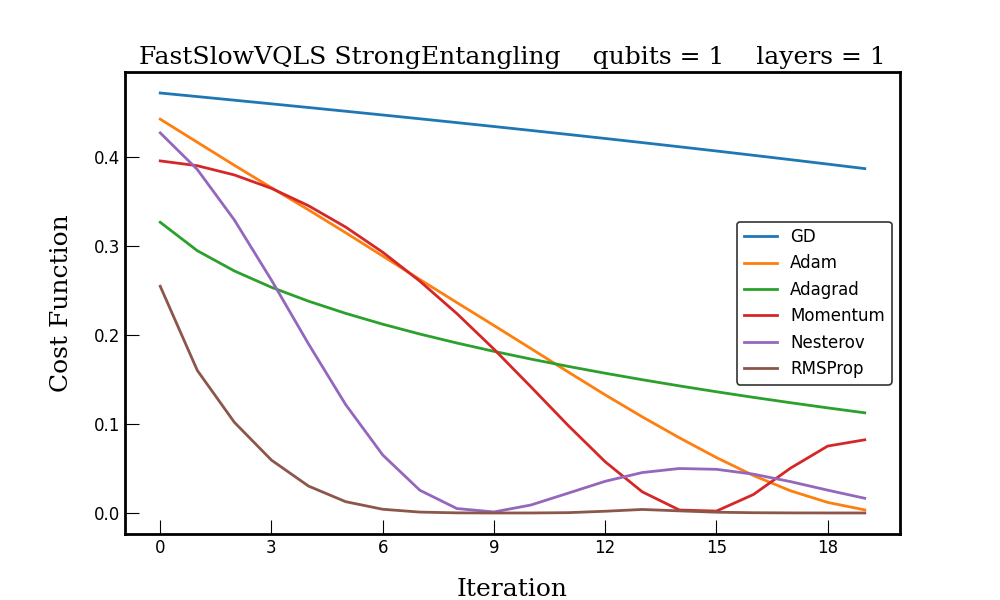 FastSlowVQLS StrongEntangling    qubits = 1    layers = 1
Cost Function
0.4
0.3
0.2
0.1
0.0
GD
Adam
Adagrad
Momentum
Nesterov
RMSProp
0 3 6 9 12 15 18
Iteration